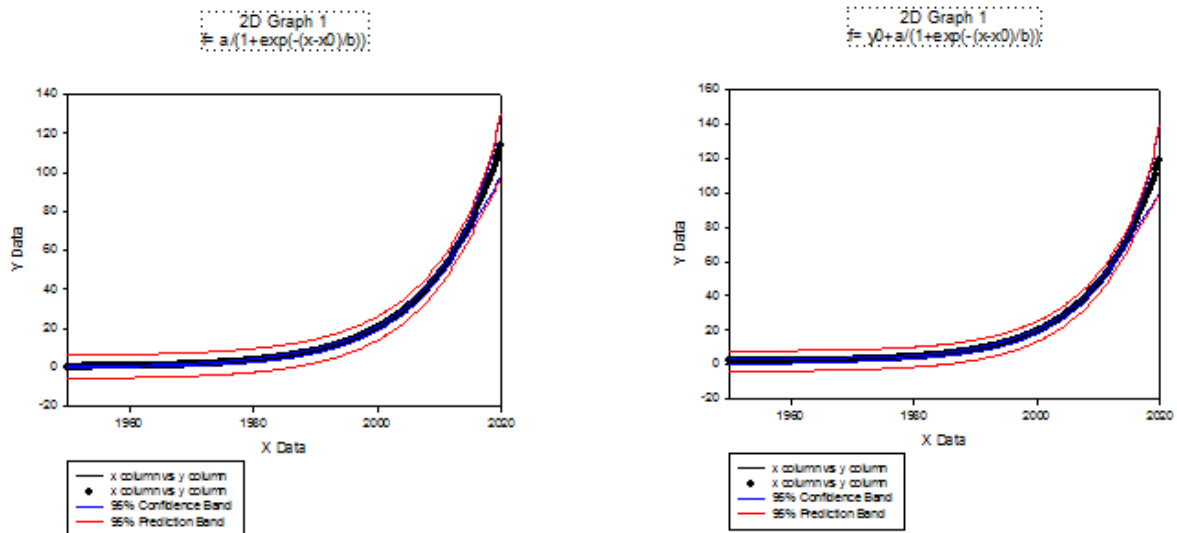 2D Graph 1
f= a/(1+exp(-(x-x0)/b))
140
120
100
80
60
40
20
0
-20
Y Data
1960
1980
2000
2020
X Data
x column vs y column
x column vs y column
95% Confidence Band
95% Prediction Band
2D Graph 1
f= y0+a/(1+exp(-(x-x0)/b))
160
140
120
100
80
60
40
20
0
-20
Y Data
1960
1980
2000
2020
X Data
x column vs y column
x column vs y column
95% Confidence Band
95% Prediction Band